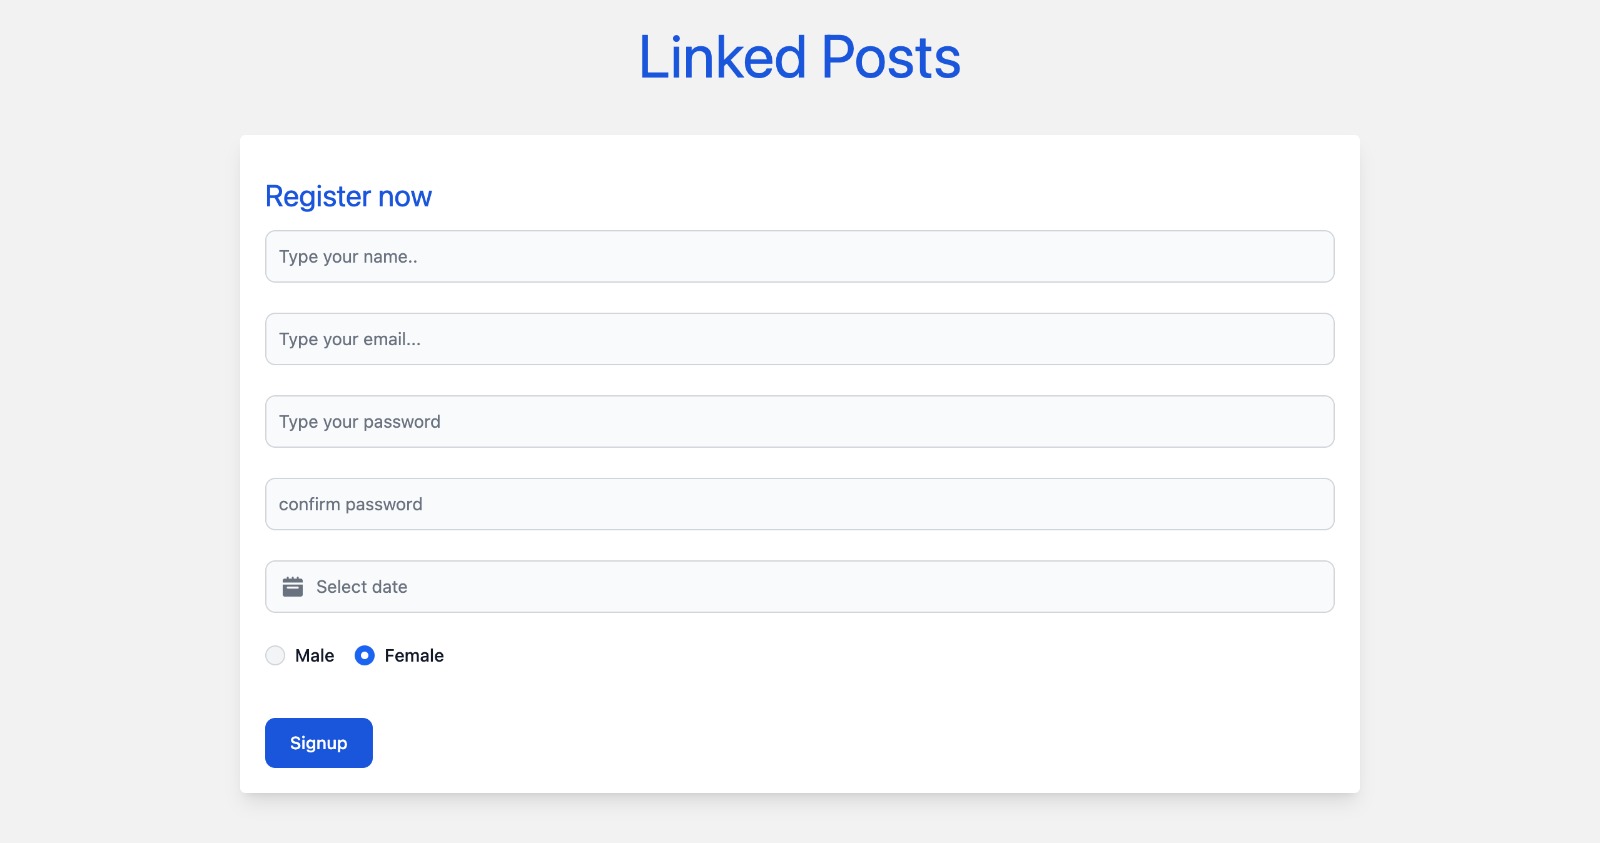 Linked Posts
Register now
Type your name..
Type your email...
Type your password
confirm password
Select date
Male Female
Signup